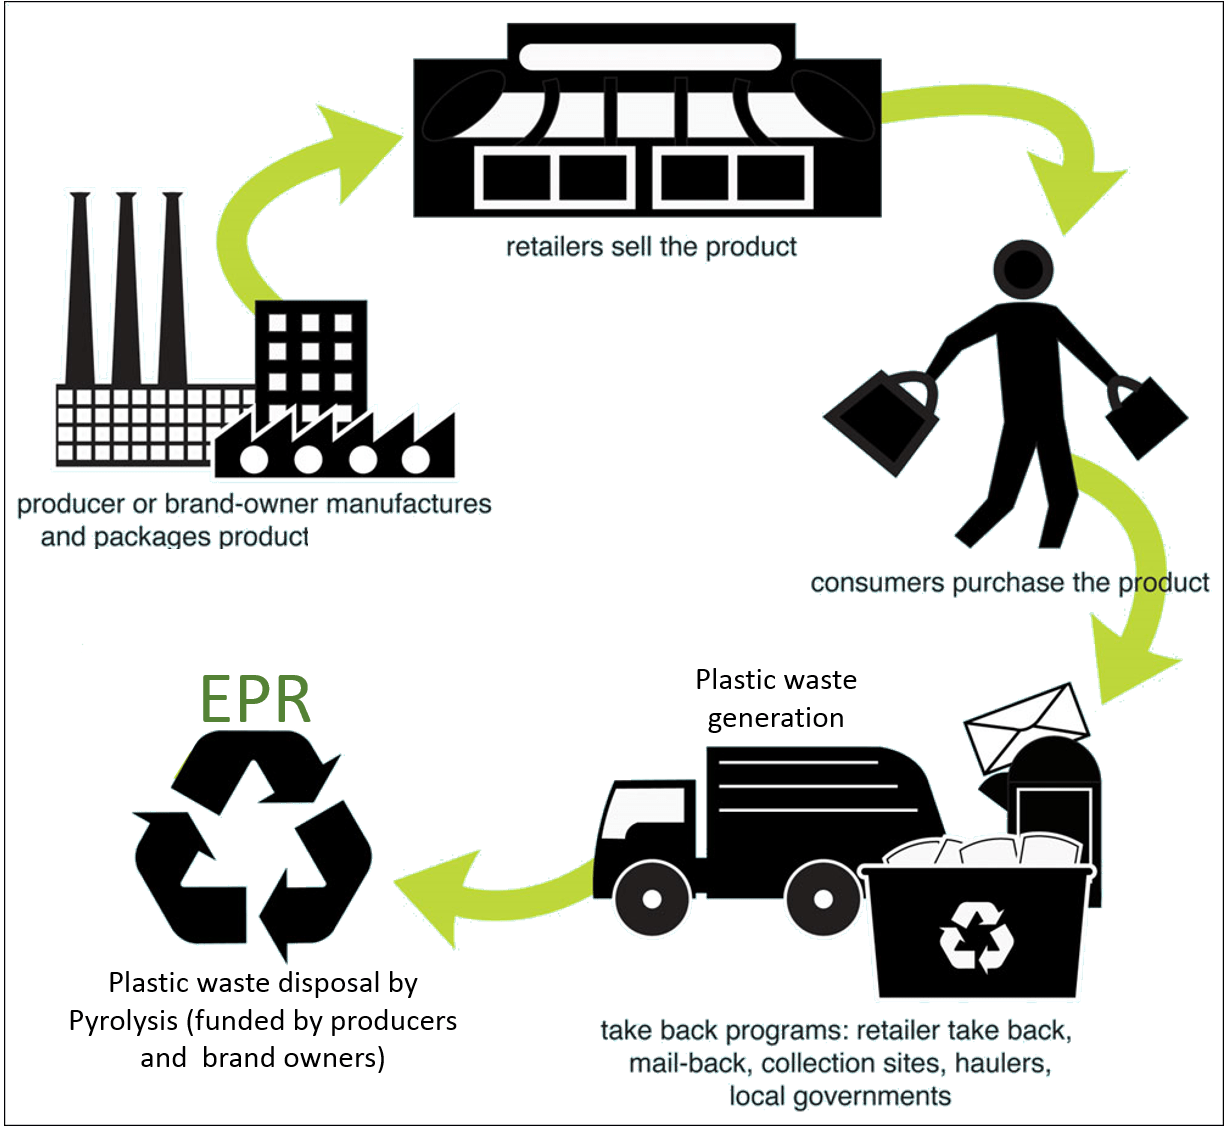 retailers sell the product
producer or brand-owner manufactures
and packages product
consumers purchase the product
Plastic waste
generation
take back programs: retailer take back,
mail-back, collection sites, haulers,
local governments
EPR
Plastic waste disposal by
Pyrolysis (funded by producers
and brand owners)